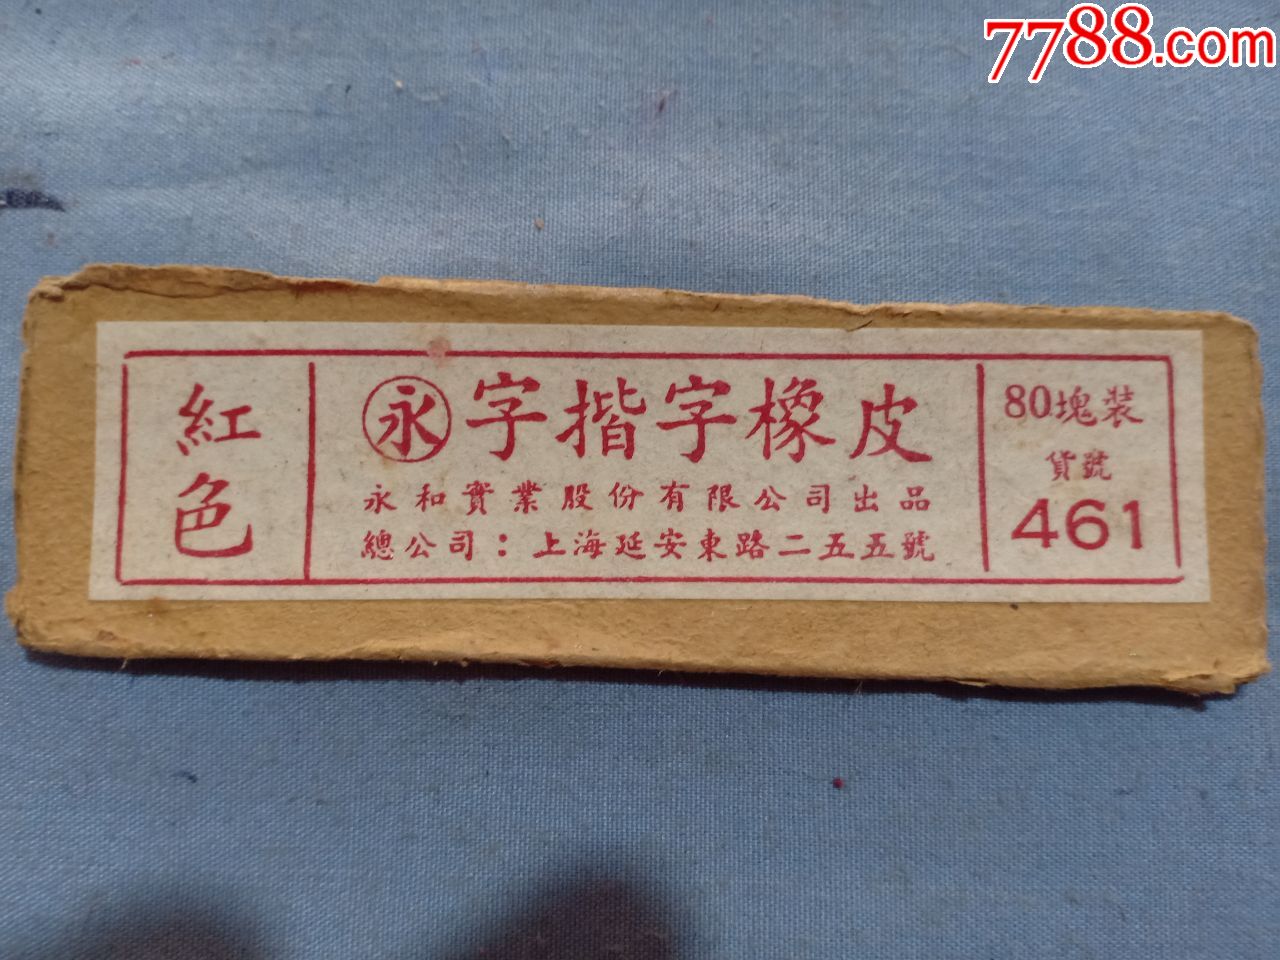 7788.com
紅色
永字揩字橡皮
永和實業股份有限公司出品
總公司：上海延安東路二五五號
80塊裝
貨號
461